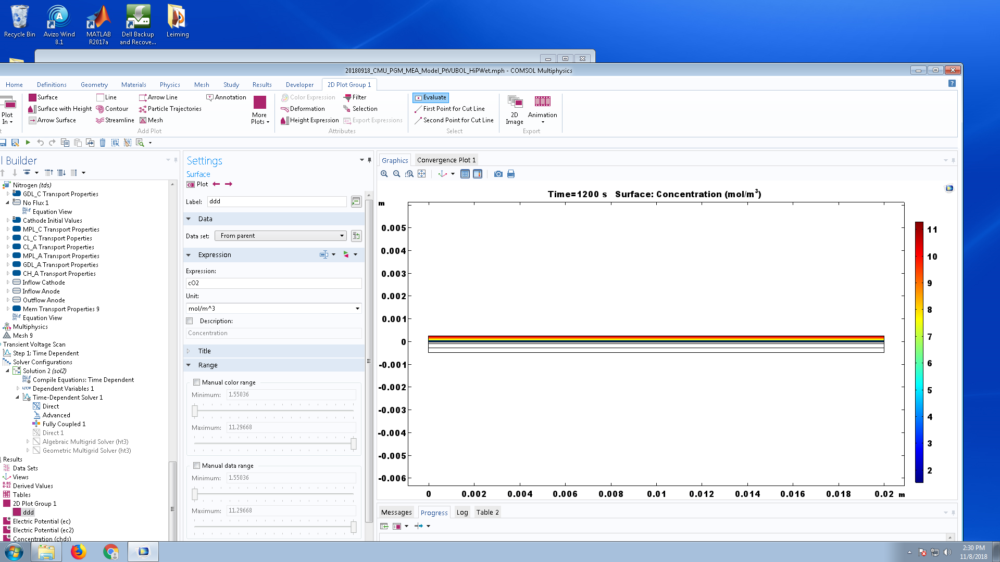 Recycle Bin
Avizo Wind 8.1
MATLAB R2017a
Dell Backup and Recove...
Leiming
20180918_CMU_PGM_MEA_Model_PtVUBOL_HiPWet.mph - COMSOL Multiphysics
Home Definitions Geometry Materials Physics Mesh Study Results Developer 2D Plot Group 1
Plot In
Surface Line Arrow Line Annotation
Surface with Height Contour Particle Trajectories
Arrow Surface Streamline Mesh
More Plots
Add Plot
Color Expression Filter
Deformation Selection
Height Expression Export Expressions
Attributes
Evaluate
First Point for Cut Line
Second Point for Cut Line
Select
2D Image
Animation
Export
l Builder
Nitrogen (tds)
GDL_C Transport Properties
No Flux 1
Equation View
Cathode Initial Values
MPL_C Transport Properties
CL_C Transport Poperties
CL_A Transport Properties
MPL_A Transport Properties
GDL_A Transport Properties
CH_A Transport Properties
Inflow Cathode
Inflow Anode
Outflow Anode
Mem Transport Properties 9
Equation View
Multiphysics
Mesh 9
Transient Voltage Scan
Step 1: Time Dependent
Solver Configurations
Solution 2 (sol2)
Compile Equations: Time Dependent
Dependent Variables 1
Time-Dependent Solver 1
Direct
Advanced
Fully Coupled 1
Direct 1
Algebraic Multigrid Solver (ht3)
Geometric Multigrid Solver (ht3)
Results
Data Sets
Views
Derived Values
Tables
2D Plot Group 1
ddd
Electric Potential (ec)
Electric Potential (ec2)
Concentration (chds)
Settings
Surface
Plot
Label: ddd
Data
Data set: From parent
Expression
Expression:
cO2
Unit:
mol/m^3
Description:
Concentration
Title
Range
Manual color range
Minimum: 1.55036
Maximum: 11.29668
Manual data range
Minimum: 1.55036
Maximum: 11.29668
Graphics Convergence Plot 1
Time=1200 s Surface: Concentration (mol/m³)
m
0.005
0.004
0.003
0.002
0.001
0
-0.001
-0.002
-0.003
-0.004
-0.005
-0.006
0 0.002 0.004 0.006 0.008 0.01 0.012 0.014 0.016 0.018 0.02 m
11
10
9
8
7
6
5
4
3
2
Messages Progress Log Table 2
2:30 PM
11/8/2018